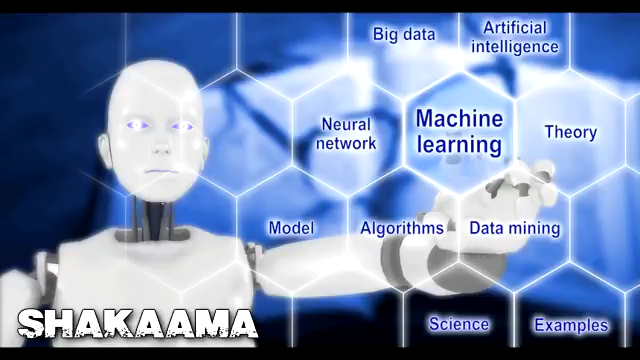 Big data
Artificial
intelligence
Neural
network
Machine
learning
Theory
Model
Algorithms
Data mining
Science
Examples
SHAKAAMA